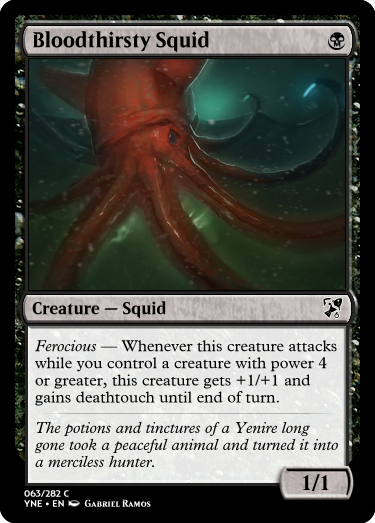 Bloodthirsty Squid
Creature — Squid
Ferocious — Whenever this creature attacks
while you control a creature with power 4
or greater, this creature gets +1/+1 and
gains deathtouch until end of turn.
The potions and tinctures of a Yenire long
gone took a peaceful animal and turned it into
a merciless hunter.
1/1
063/282 C
YNE • EN Gabriel Ramos